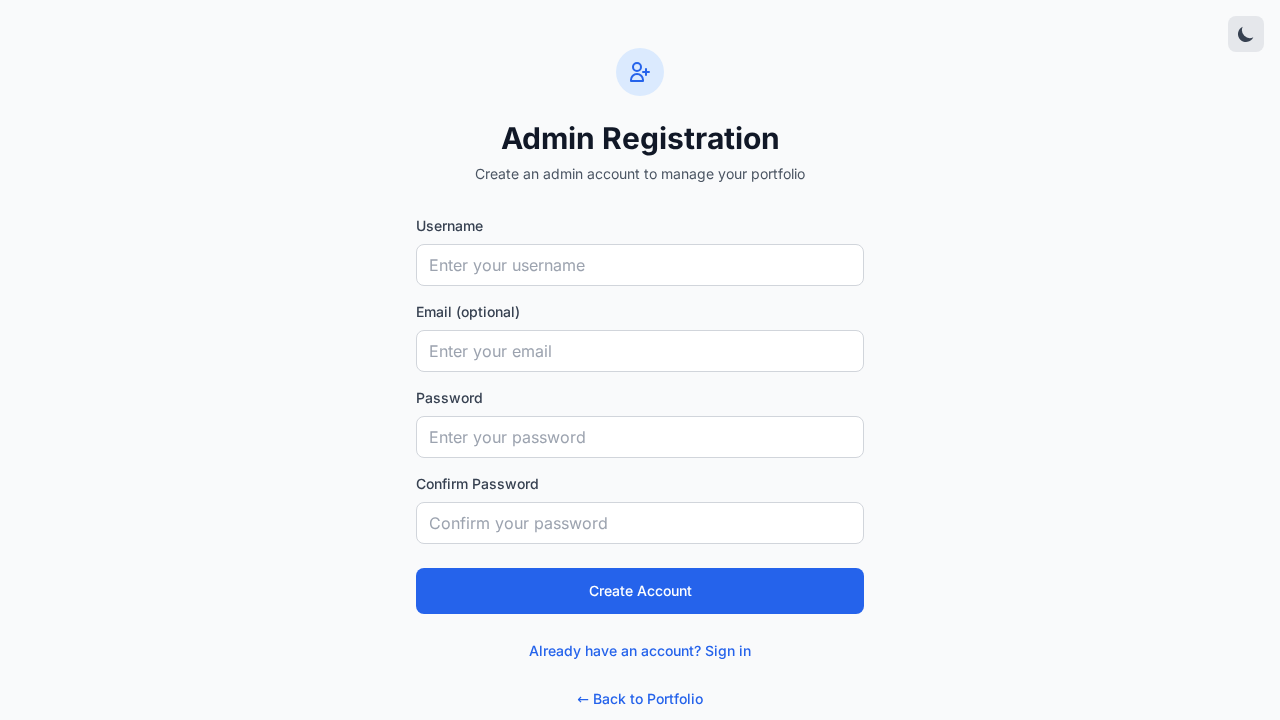 Admin Registration
Create an admin account to manage your portfolio
Username
Enter your username
Email (optional)
Enter your email
Password
Enter your password
Confirm Password
Confirm your password
Create Account
Already have an account? Sign in
← Back to Portfolio